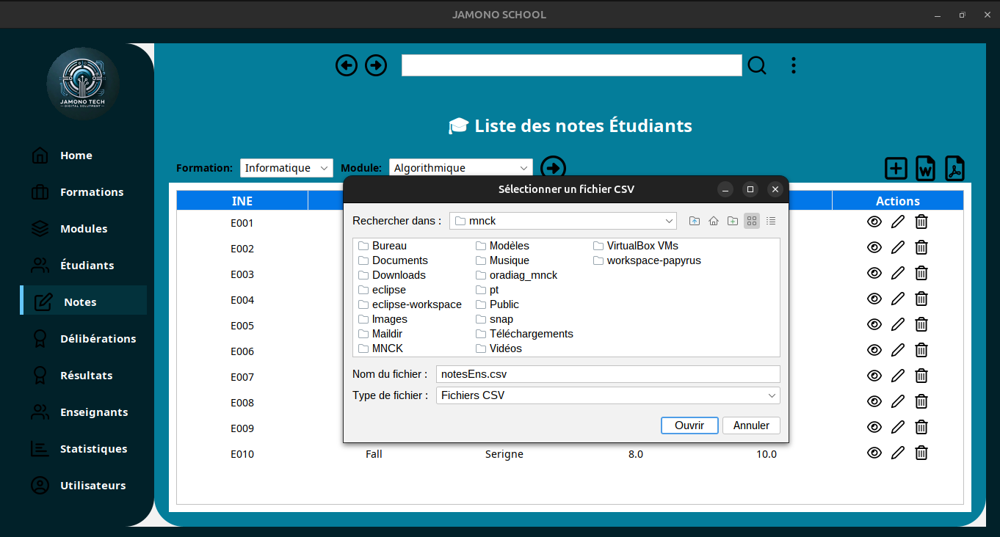 JAMONO SCHOOL
JAMONO TECH
Liste des notes Étudiants
Home
Formations
Modules
Étudiants
Notes
Délibérations
Résultats
Enseignants
Statistiques
Utilisateurs
Formation: Informatique Module: Algorithmique
W
INE Actions
E001
E002
E003
E004
E005
E006
E007
E008
E009
E010 Fall Serigne 8.0 10.0
Sélectionner un fichier CSV
Rechercher dans : mnck
Bureau Modèles VirtualBox VMs
Documents Musique workspace-papyrus
Downloads oradiag_mnck
eclipse pt
eclipse-workspace Public
Images snap
Maildir Téléchargements
MNCK Vidéos
Nom du fichier : notesEns.csv
Type de fichier : Fichiers CSV
Ouvrir Annuler